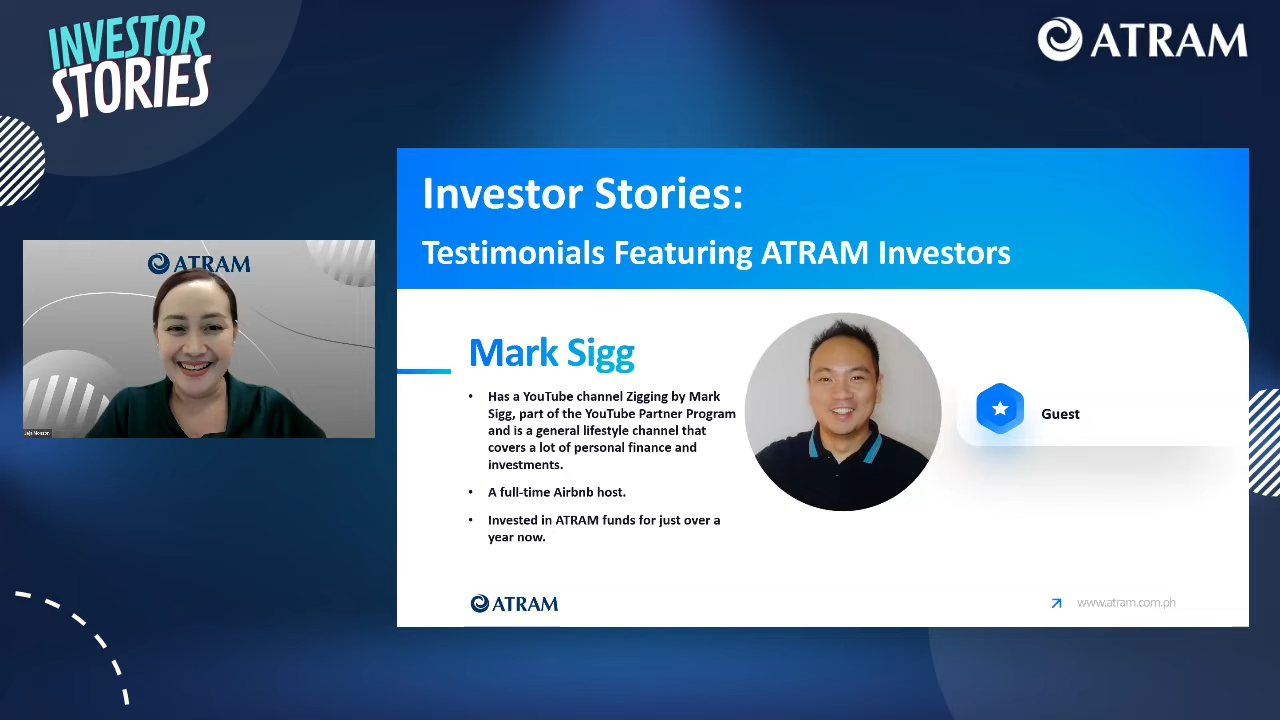 INVESTOR
STORIES
ATRAM
Investor Stories:
Testimonials Featuring ATRAM Investors
ATRAM
Mark Sigg
• Has a YouTube channel Zigging by Mark
Sigg, part of the YouTube Partner Program
and is a general lifestyle channel that
covers a lot of personal finance and
investments.
• A full-time Airbnb host.
• Invested in ATRAM funds for just over a
year now.
Guest
ATRAM
www.atram.com.ph